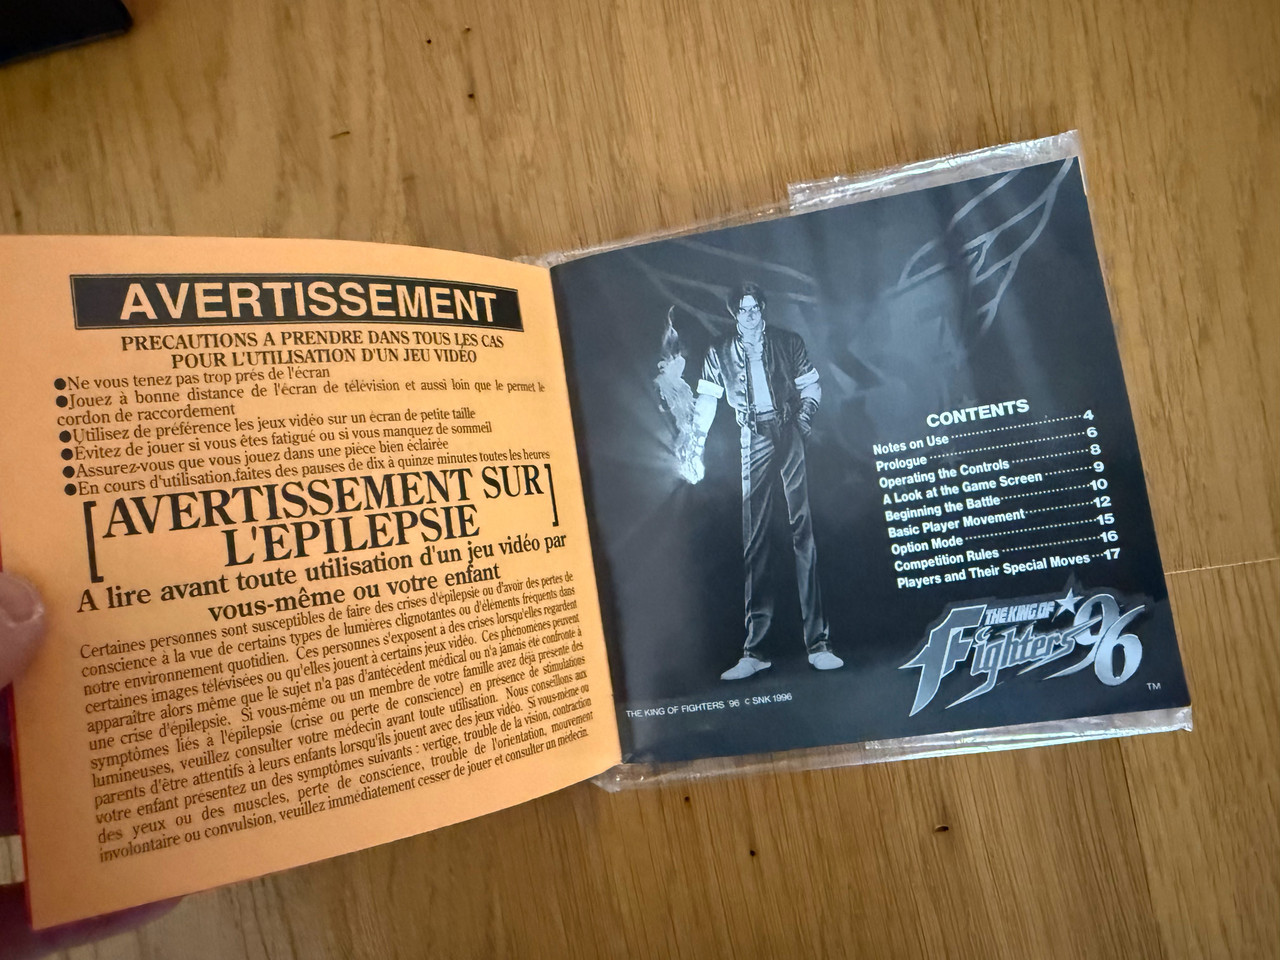 AVERTISSEMENT
PRECAUTIONS A PRENDRE DANS TOUS LES CAS
POUR L'UTILISATION D'UN JEU VIDÉO
●Ne vous tenez pas trop prés de l'écran
●Jouez à bonne distance de l'écran de télévision et aussi loin que le permet le
cordon de raccordement
●Utilisez de préférence les jeux vidéo sur un écran de petite taille
●Evitez de jouer si vous êtes fatigué ou si vous manquez de sommeil
●Assurez-vous que vous jouez dans une piéce bien éclairée
●En cours d'utilisation,faites des pauses de dix à quinze minutes toutes les heures
[AVERTISSEMENT SUR
L'ÉPILEPSIE]
A lire avant toute utilisation d'un jeu vidéo par
vous-même ou votre enfant
Certaines personnes sont susceptibles de faire des crises d'épilepsie ou d'avoir des pertes de
conscience à la vue de certains types de lumières clignotantes ou d'éléments fréquents dans
notre environnement quotidien. Ces personnes s'exposent à des crises lorsqu'elles regardent
certaines images télévisées ou qu'elles jouent à certains jeux vidéo. Ces phénomènes peuvent
apparaître alors même que le sujet n'a pas d'antécédent médical ou n'a jamais été confronté à
une crise d'épilepsie. Si vous-même ou un membre de votre famille avez déjà présenté des
symptômes liés à l'épilepsie (crise ou perte de conscience) en présence de stimulations
lumineuses, veuillez consulter votre médecin avant toute utilisation. Nous conseillons aux
parents d'être attentifs à leurs enfants lorsqu'ils jouent avec des jeux vidéo. Si vous-même ou
votre enfant présentez un des symptômes suivants : vertige, trouble de la vision, contraction
des yeux ou des muscles, perte de conscience, trouble de l'orientation, mouvement
involontaire ou convulsion, veuillez immédiatement cesser de jouer et consulter un médecin.
CONTENTS
Notes on Use 4
Prologue 6
Operating the Controls 8
A Look at the Game Screen 9
Beginning the Battle 10
Basic Player Movement 12
Option Mode 15
Competition Rules 16
Players and Their Special Moves 17
THE KING OF
Fighters '96
TM
THE KING OF FIGHTERS '96 © SNK 1996